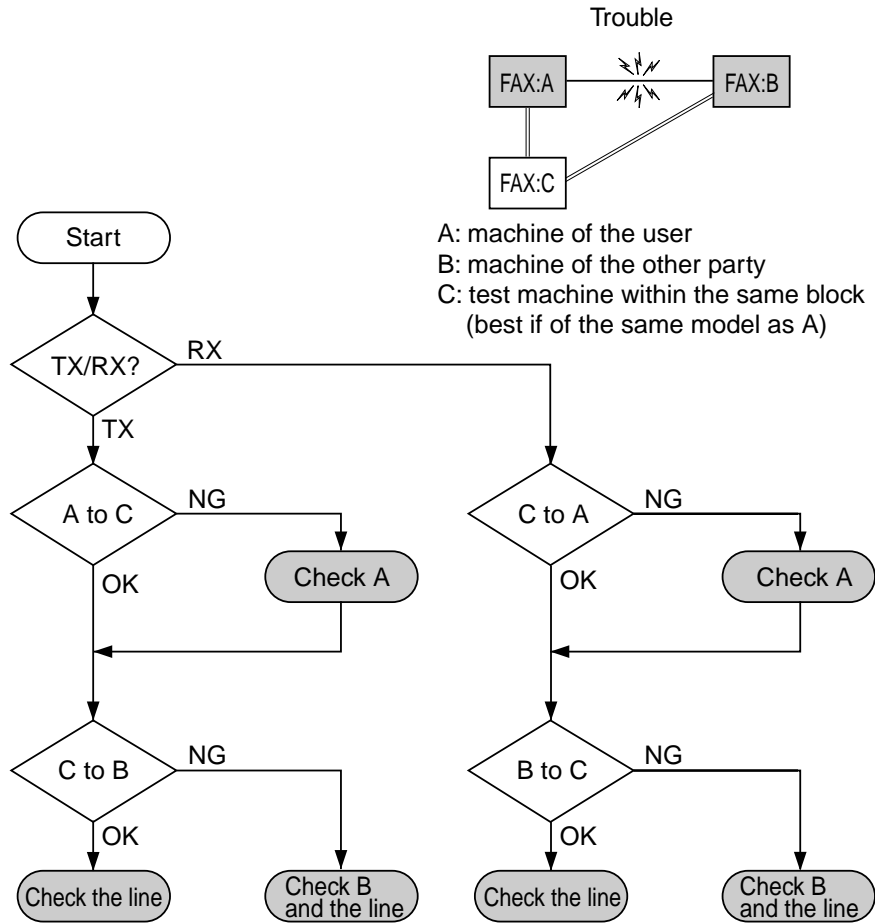 Trouble
FAX:A
FAX:B
FAX:C
A: machine of the user
B: machine of the other party
C: test machine within the same block
(best if of the same model as A)
Start
TX/RX?
RX
TX
A to C
NG
OK
Check A
C to A
NG
OK
Check A
C to B
NG
OK
Check the line
Check B
and the line
B to C
NG
OK
Check the line
Check B
and the line